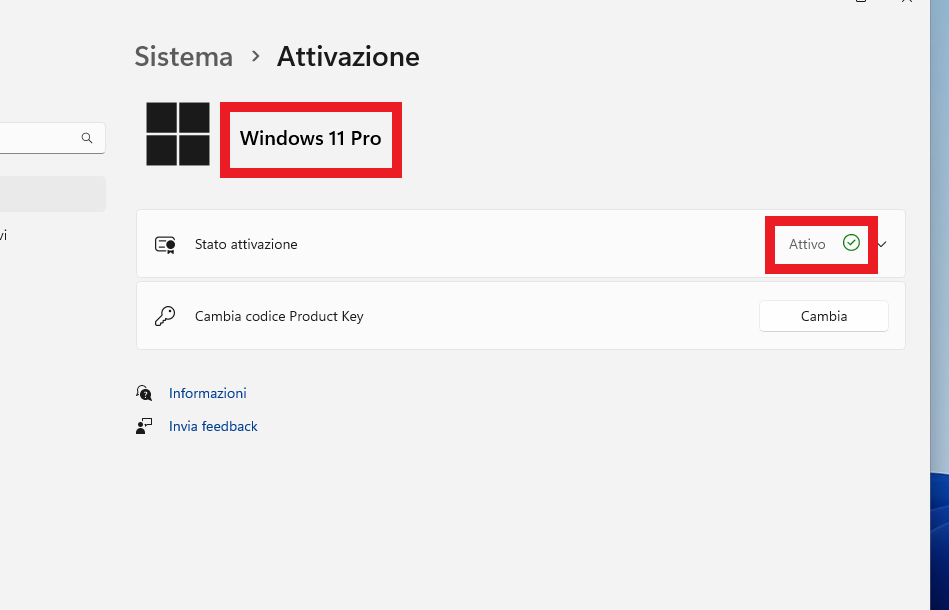 Sistema > Attivazione
Windows 11 Pro
vi
Stato attivazione
Attivo
Cambia codice Product Key
Cambia
Informazioni
Invia feedback